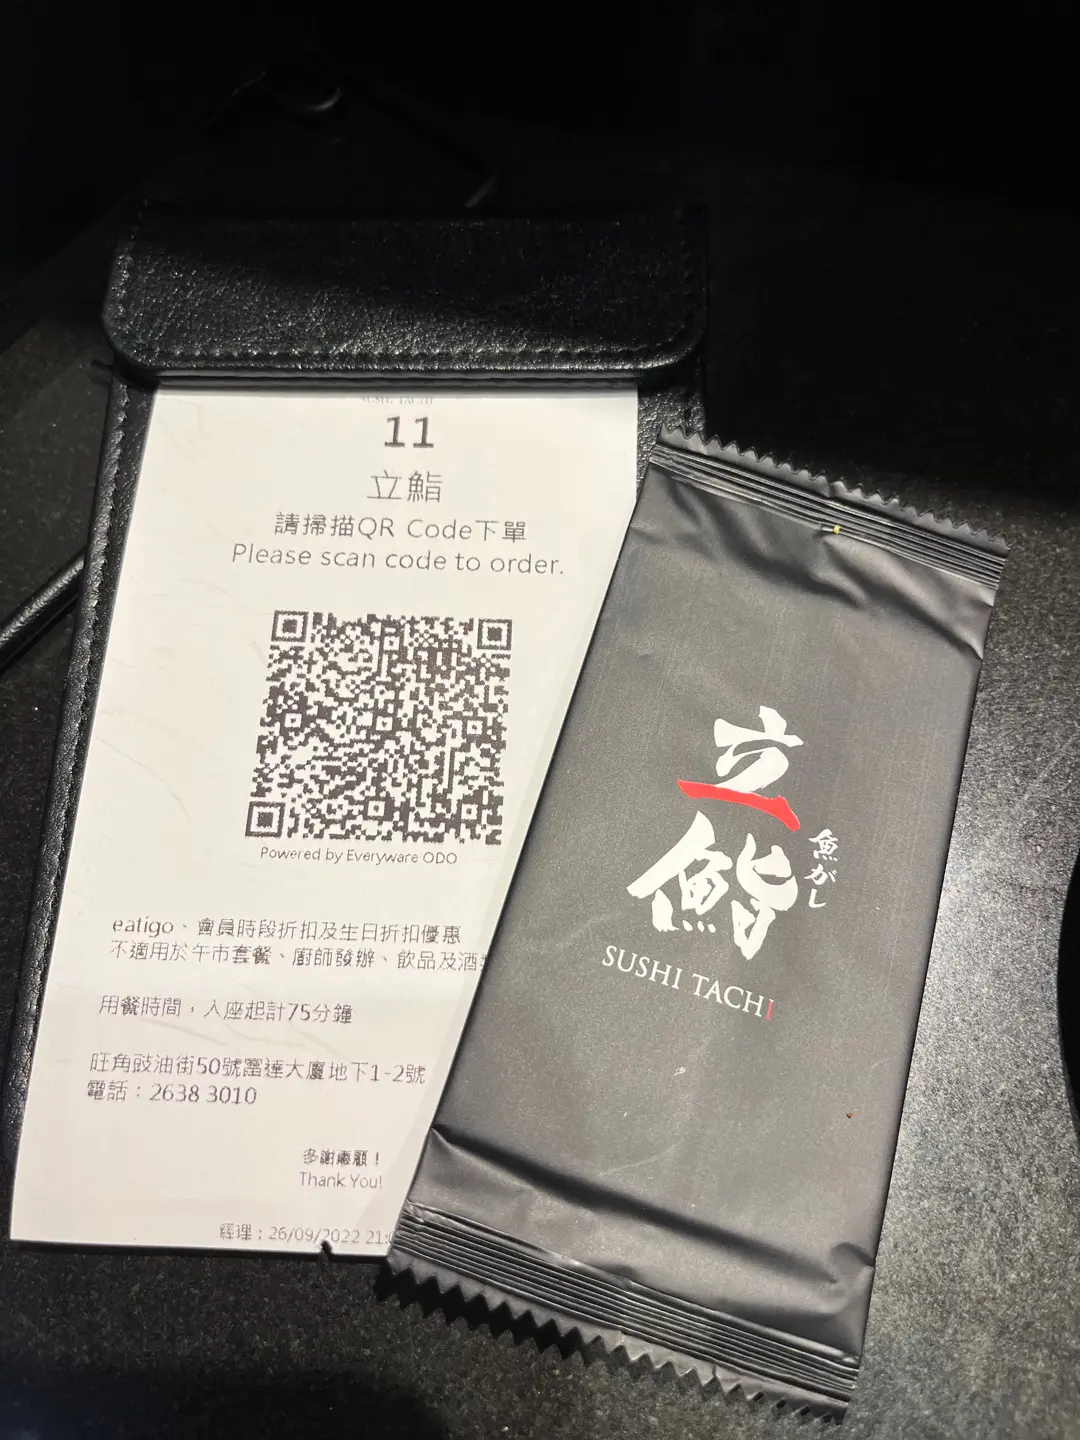 SUSHI TACHI
11
立鮨
請掃描QR Code下單
Please scan code to order.
Powered by Everyware ODO
eatigo、會員時段折扣及生日折扣優惠
不適用於午市套餐、廚師發辦、飲品及酒
用餐時間，入座起計75分鐘
旺角豉油街50號富達大廈地下1-2號
電話：2638 3010
多謝惠顧！
Thank You!
經理：26/09/2022 21:
立鮨
魚がし
SUSHI TACHI